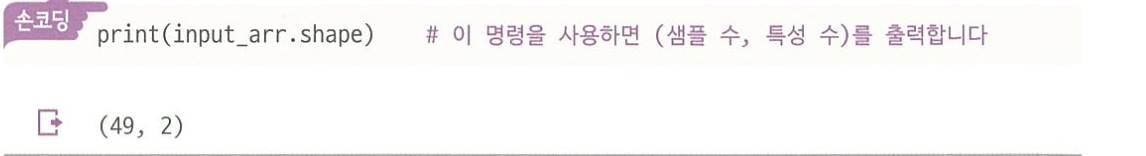 손코딩
print(input_arr.shape) # 이 명령을 사용하면 (샘플 수, 특성 수)를 출력합니다
(49, 2)